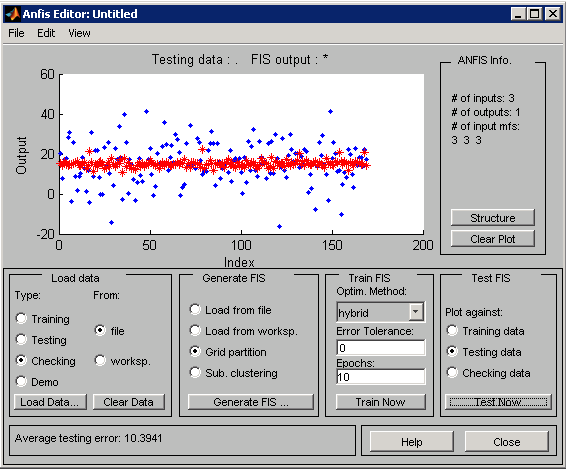 Anfis Editor: Untitled
File Edit View
Testing data : . FIS output : *
60
40
20
0
-20
Output
0 50 100 150 200
Index
ANFIS Info.
# of inputs: 3
# of outputs: 1
# of input mfs:
3 3 3
Structure
Clear Plot
Load data
Type: From:
Training
Testing
Checking
Demo
file
worksp.
Load Data... Clear Data
Generate FIS
Load from file
Load from worksp.
Grid partition
Sub. clustering
Generate FIS ...
Train FIS
Optim. Method:
hybrid
Error Tolerance:
0
Epochs:
10
Train Now
Test FIS
Plot against:
Training data
Testing data
Checking data
Test Now
Average testing error: 10.3941
Help Close